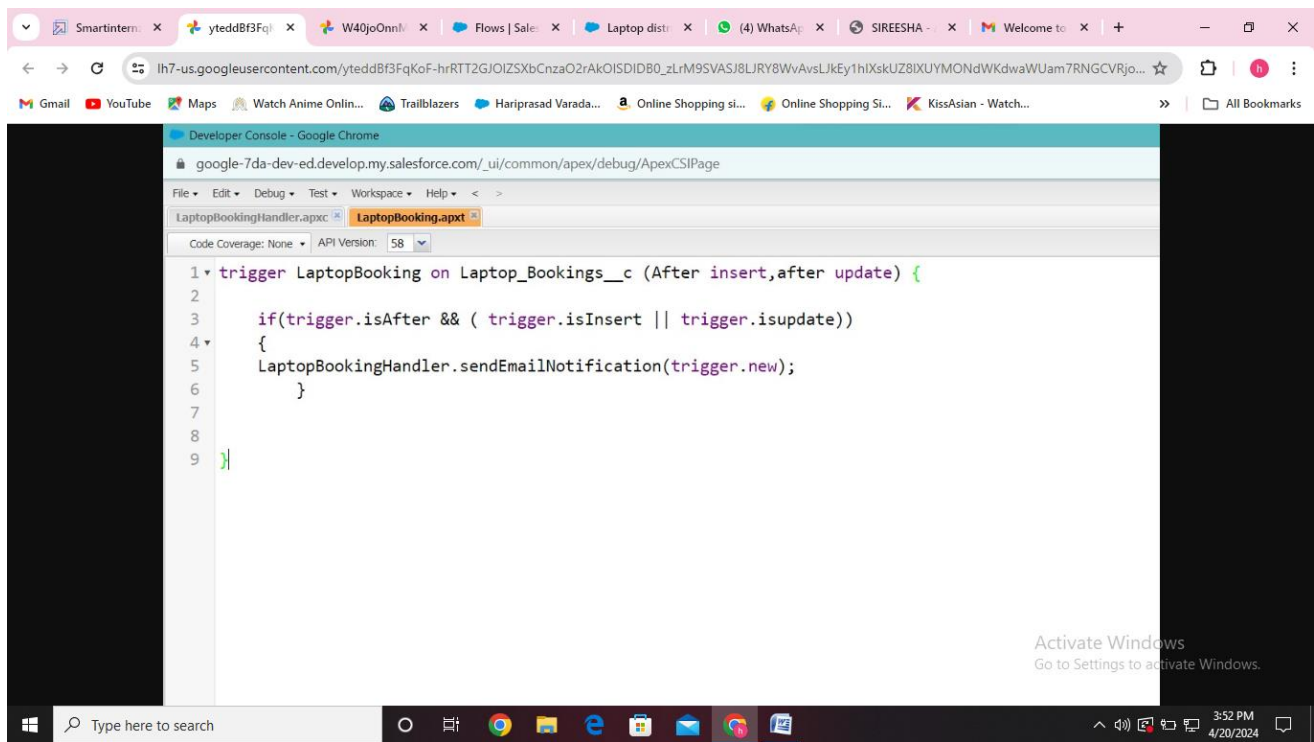 Smartintern:
yteddBf3Fql
W40joOnnM
Flows | Sale:
Laptop distr
(4) WhatsAp
SIREESHA -
Welcome to
lh7-us.googleusercontent.com/
Gmail
YouTube
Maps
Watch Anime Onlin...
Trailblazers
Hariprasad Varada...
Online Shopping si...
Online Shopping Si...
KissAsian - Watch...
»
All Bookmarks
Developer Console - Google Chrome
google-7da-dev-ed.develop.my.salesforce.com/_ui/common/apex/debug/ApexCSIPage
File Edit Debug Test Workspace Help < >
LaptopBookingHandler.apxc LaptopBooking.apxt
Code Coverage: None API Version: 58
1 trigger LaptopBooking on Laptop_Bookings__c (After insert,after update) {
2
3 if(trigger.isAfter && ( trigger.isInsert || trigger.isupdate))
4 {
5 LaptopBookingHandler.sendEmailNotification(trigger.new);
6 }
7
8
9 }
Activate Windows
Go to Settings to activate Windows.
Type here to search
3:52 PM
4/20/2024